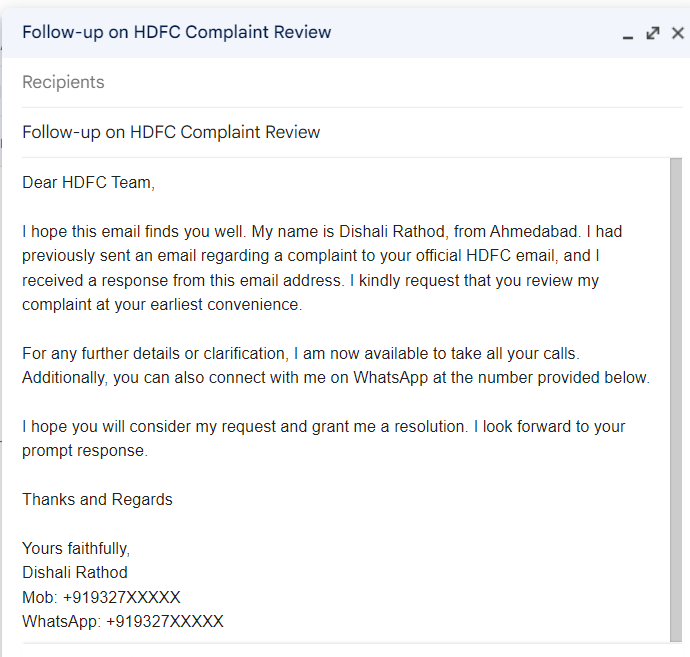 Follow-up on HDFC Complaint Review
Recipients
Follow-up on HDFC Complaint Review
Dear HDFC Team,
I hope this email finds you well. My name is Dishali Rathod, from Ahmedabad. I had
previously sent an email regarding a complaint to your official HDFC email, and I
received a response from this email address. I kindly request that you review my
complaint at your earliest convenience.
For any further details or clarification, I am now available to take all your calls.
Additionally, you can also connect with me on WhatsApp at the number provided below.
I hope you will consider my request and grant me a resolution. I look forward to your
prompt response.
Thanks and Regards
Yours faithfully,
Dishali Rathod
Mob: +919327XXXXX
WhatsApp: +919327XXXXX